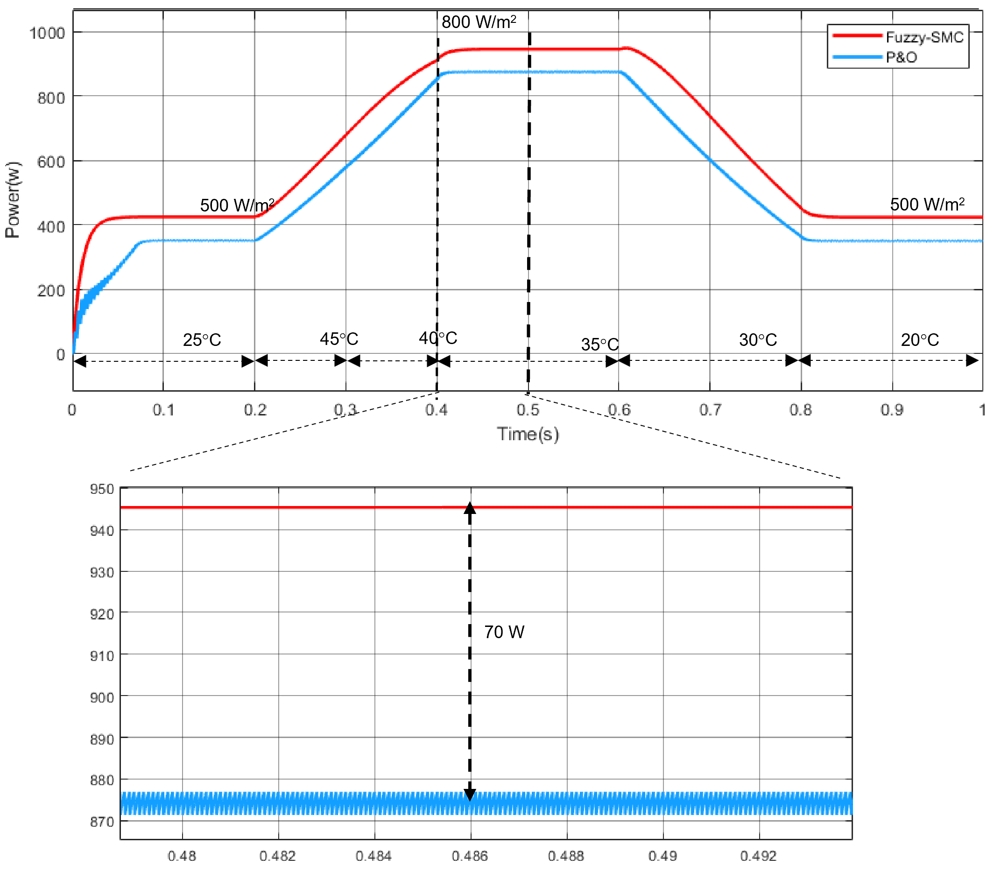 800 W/m²
1000
800
600
400
200
0
Power(w)
Fuzzy-SMC
P&O
500 W/m²
500 W/m²
25°C
45°C
40°C
35°C
30°C
20°C
0 0.1 0.2 0.3 0.4 0.5 0.6 0.7 0.8 0.9 1
Time(s)
950
940
930
920
910
900
890
880
870
70 W
0.48 0.482 0.484 0.486 0.488 0.49 0.492